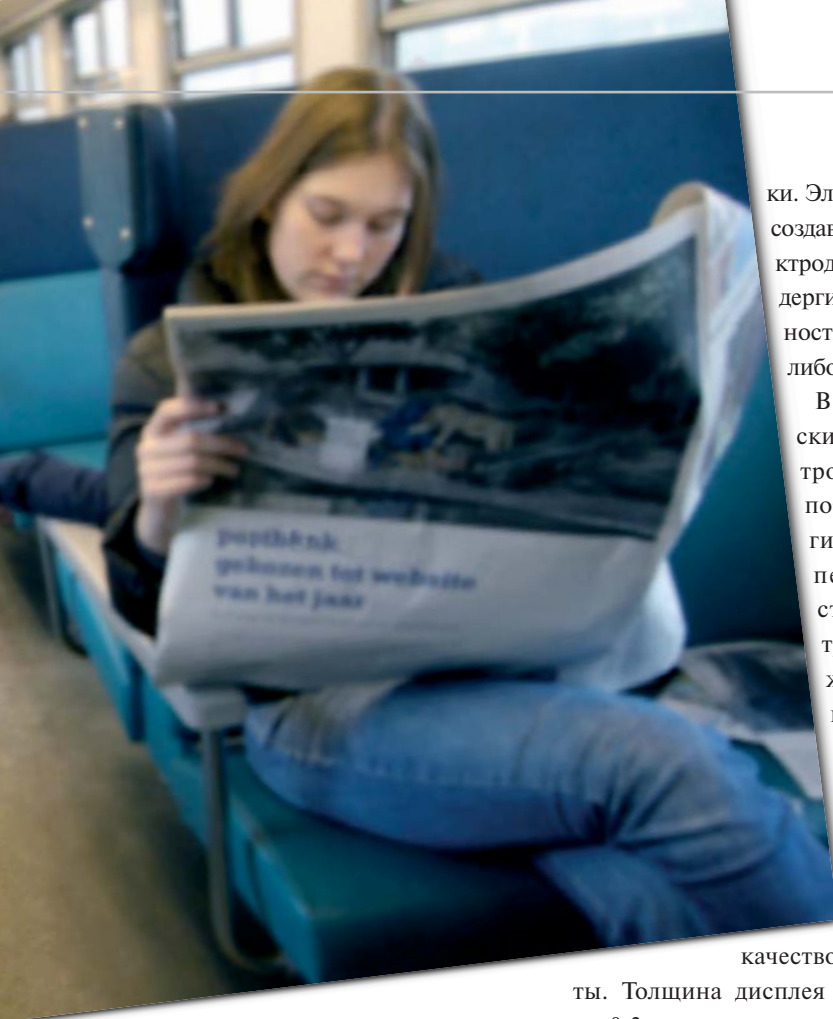 gekozen tot website
van het jaar
ки. Эл
создав
ктрод
дерги
ност
либо
В
ски
тро
по
ги
пе
ст
т
ж
качество
ты. Толщина дисплея